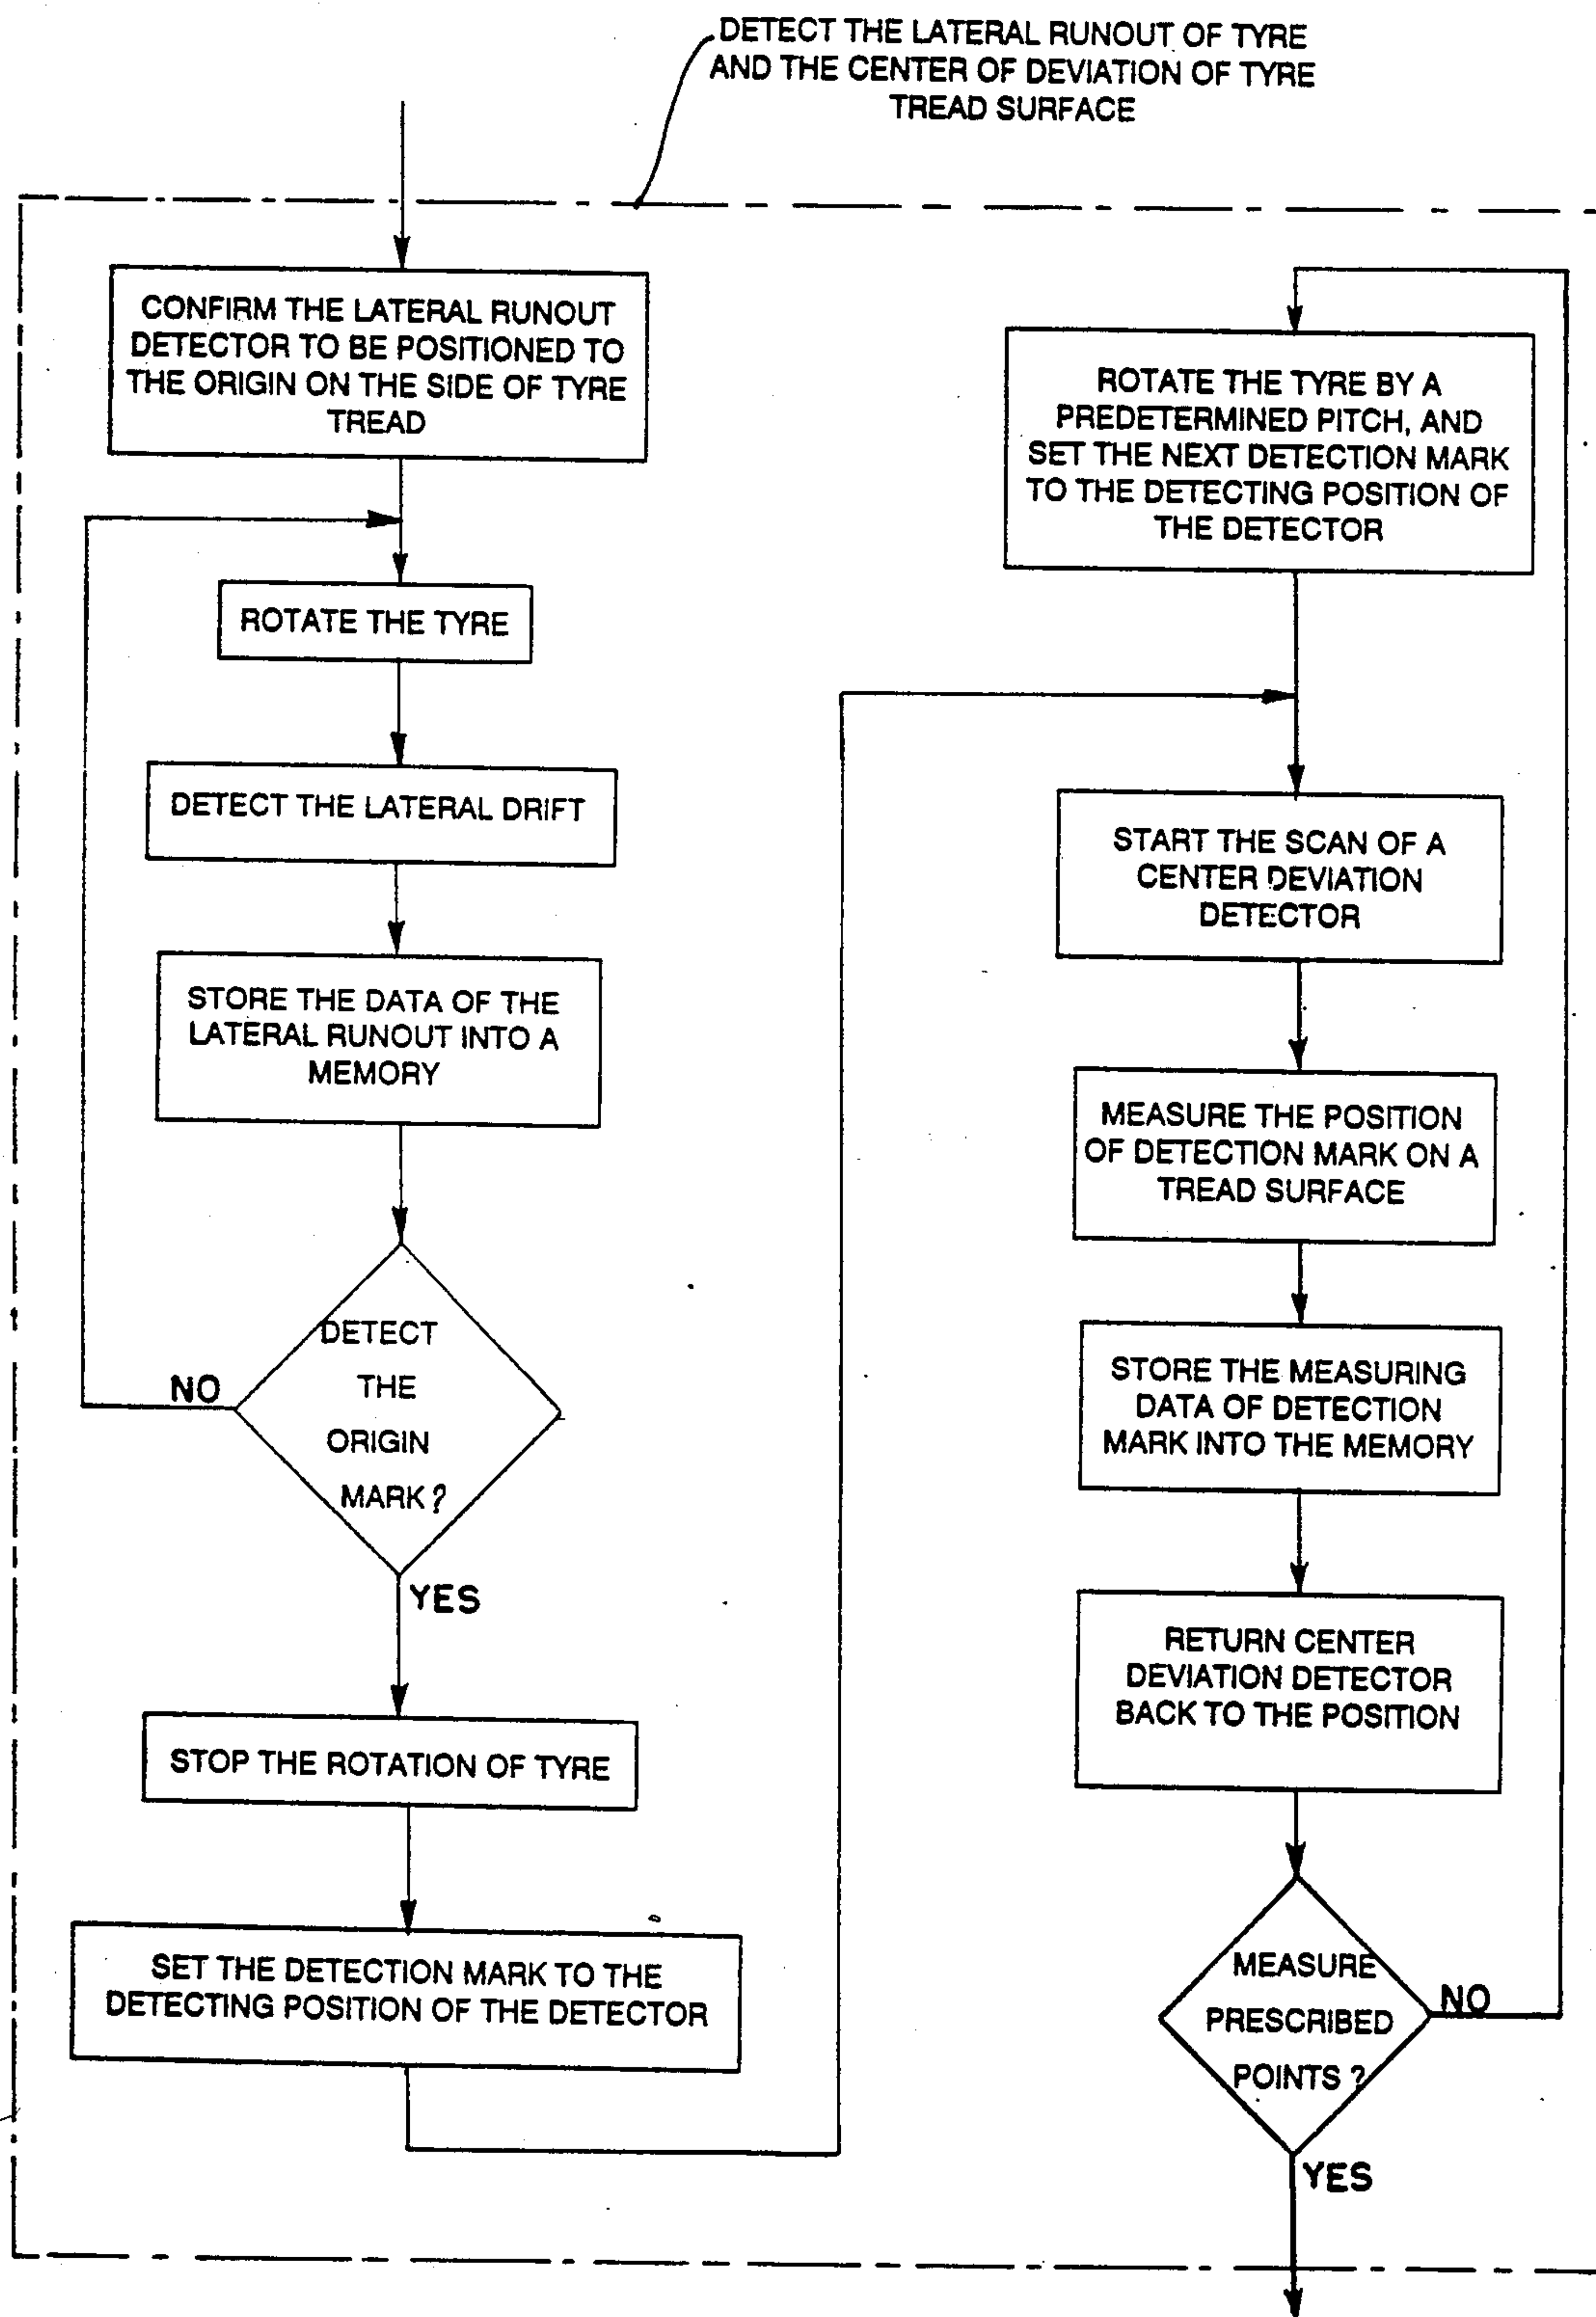 DETECT THE LATERAL RUNOUT OF TYRE
AND THE CENTER OF DEVIATION OF TYRE
TREAD SURFACE
CONFIRM THE LATERAL RUNOUT
DETECTOR TO BE POSITIONED TO
THE ORIGIN ON THE SIDE OF TYRE
TREAD
ROTATE THE TYRE
DETECT THE LATERAL DRIFT
STORE THE DATA OF THE
LATERAL RUNOUT INTO A
MEMORY
DETECT
THE
ORIGIN
MARK?
NO
YES
STOP THE ROTATION OF TYRE
SET THE DETECTION MARK TO THE
DETECTING POSITION OF THE DETECTOR
ROTATE THE TYRE BY A
PREDETERMINED PITCH, AND
SET THE NEXT DETECTION MARK
TO THE DETECTING POSITION OF
THE DETECTOR
START THE SCAN OF A
CENTER DEVIATION
DETECTOR
MEASURE THE POSITION
OF DETECTION MARK ON A
TREAD SURFACE
STORE THE MEASURING
DATA OF DETECTION
MARK INTO THE MEMORY
RETURN CENTER
DEVIATION DETECTOR
BACK TO THE POSITION
MEASURE
PRESCRIBED
POINTS ?
NO
YES